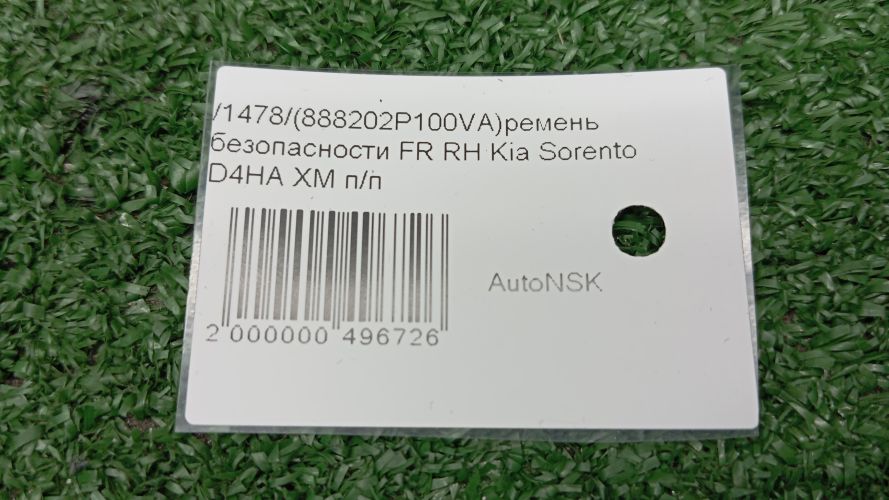 /1478/(888202P100VA)ремень
безопасности FR RH Kia Sorento
D4HA XM п/п
AutoNSK
2 000000 496726